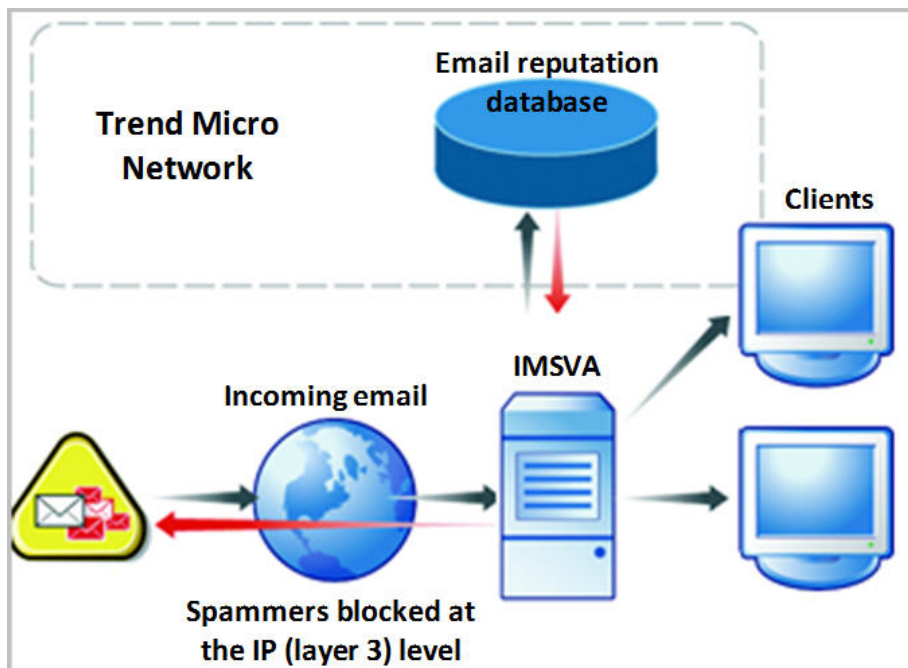 Email reputation
database
Trend Micro
Network
Clients
IMSVA
Incoming email
Spammers blocked at
the IP (layer 3) level